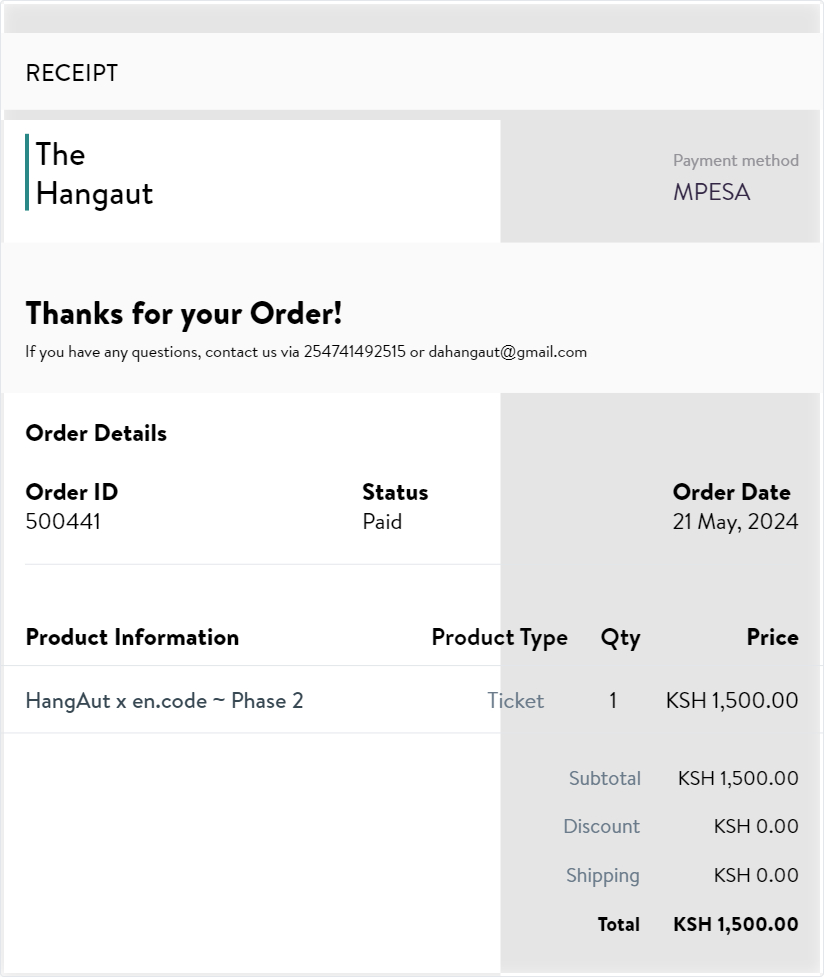 RECEIPT
The
Hangaut
Payment method
MPESA
Thanks for your Order!
If you have any questions, contact us via 254741492515 or dahangaut@gmail.com
Order Details
Order ID Status Order Date
500441 Paid 21 May, 2024
Product Information Product Type Qty Price
HangAut x en.code ~ Phase 2 Ticket 1 KSH 1,500.00
Subtotal KSH 1,500.00
Discount KSH 0.00
Shipping KSH 0.00
Total KSH 1,500.00